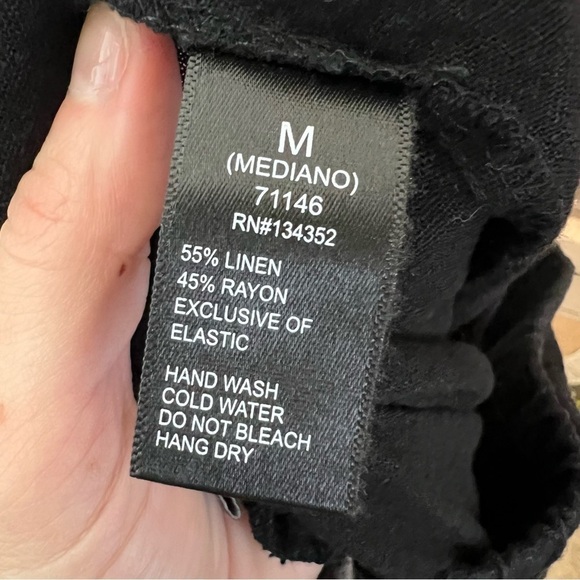 M
(MEDIANO)
71146
RN#134352
55% LINEN
45% RAYON
EXCLUSIVE OF
ELASTIC
HAND WASH
COLD WATER
DO NOT BLEACH
HANG DRY